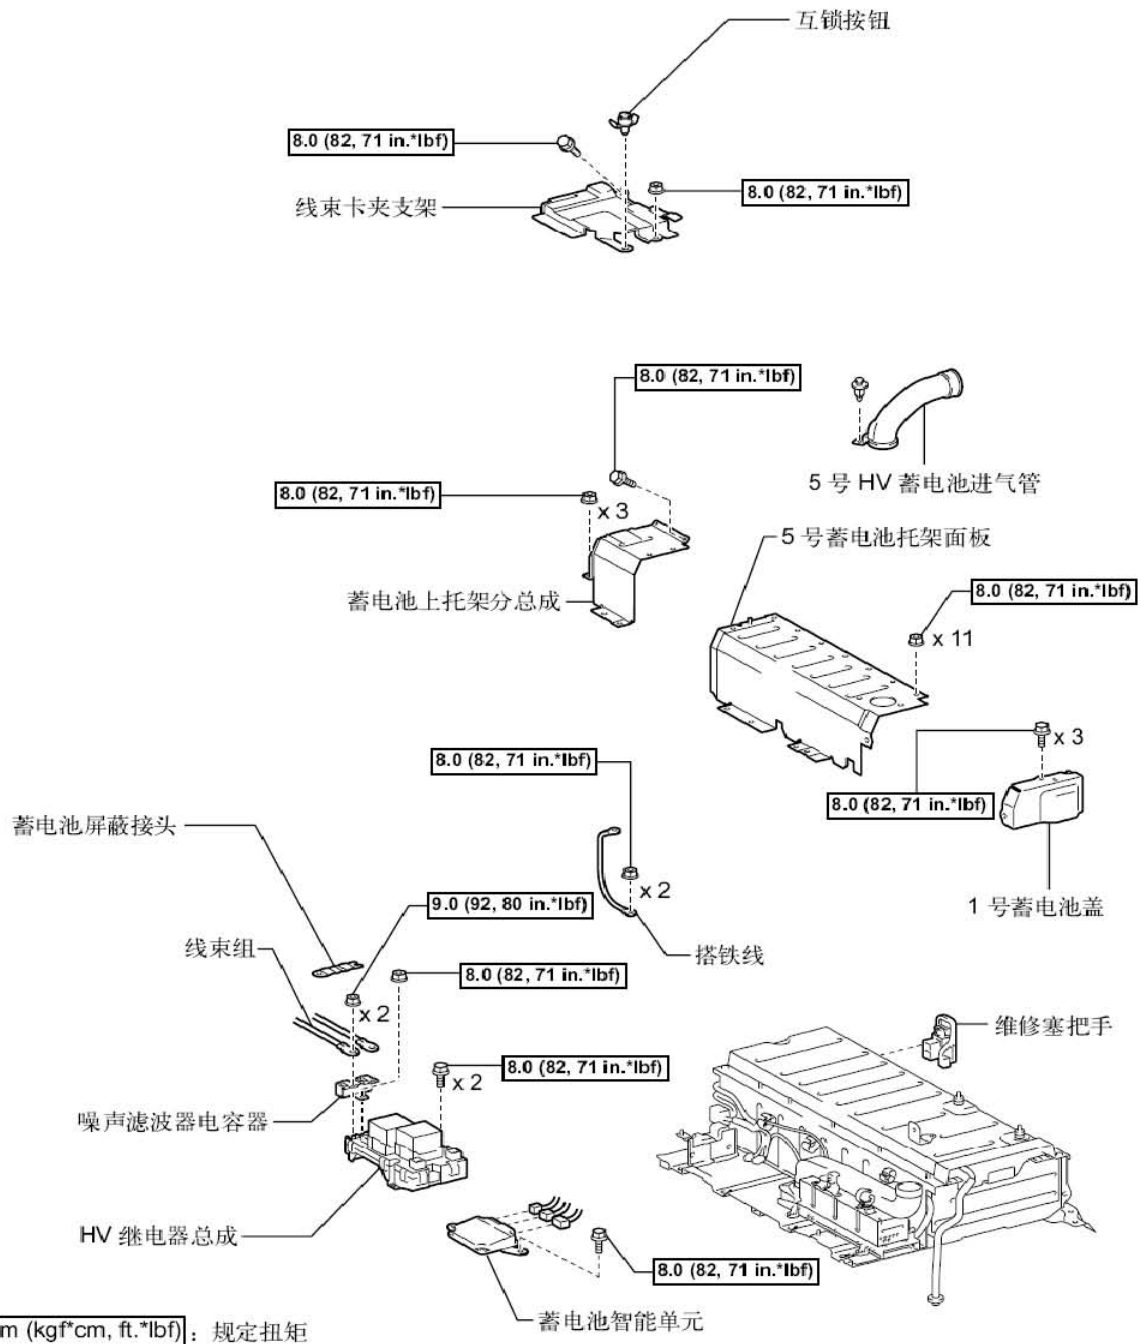 互锁按钮
8.0 (82, 71 in.*lbf)
8.0 (82, 71 in.*lbf)
线束卡夹支架
8.0 (82, 71 in.*lbf)
5 号 HV 蓄电池进气管
8.0 (82, 71 in.*lbf)
x 3
5 号蓄电池托架面板
蓄电池上托架分总成
8.0 (82, 71 in.*lbf)
x 11
x 3
8.0 (82, 71 in.*lbf)
8.0 (82, 71 in.*lbf)
蓄电池屏蔽接头
x 2
9.0 (92, 80 in.*lbf)
1 号蓄电池盖
线束组
搭铁线
8.0 (82, 71 in.*lbf)
x 2
维修塞把手
8.0 (82, 71 in.*lbf)
x 2
噪声滤波器电容器
HV 继电器总成
8.0 (82, 71 in.*lbf)
蓄电池智能单元
m (kgf*cm, ft.*lbf) : 规定扭矩